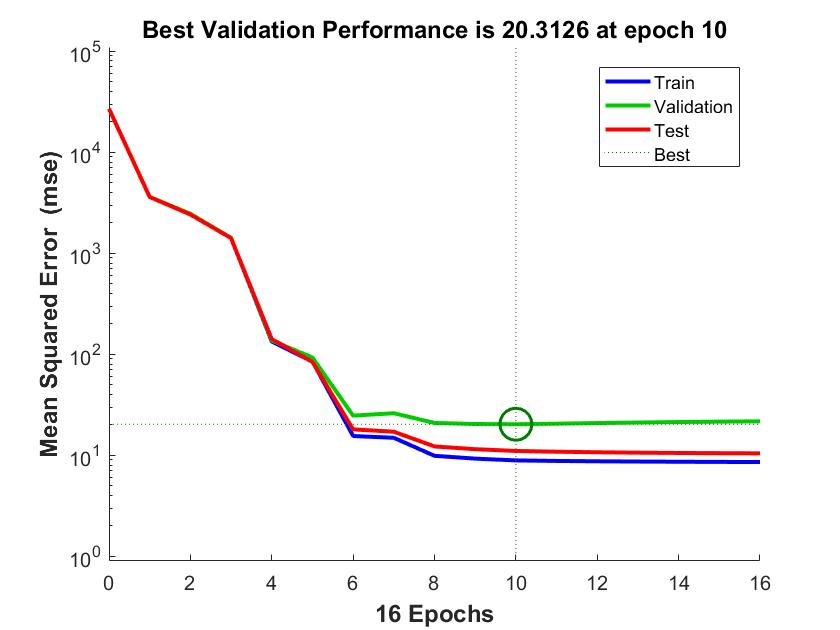 Best Validation Performance is 20.3126 at epoch 10
10^5
10^4
10^3
10^2
10^1
10^0
Mean Squared Error (mse)
Train
Validation
Test
Best
0 2 4 6 8 10 12 14 16
16 Epochs